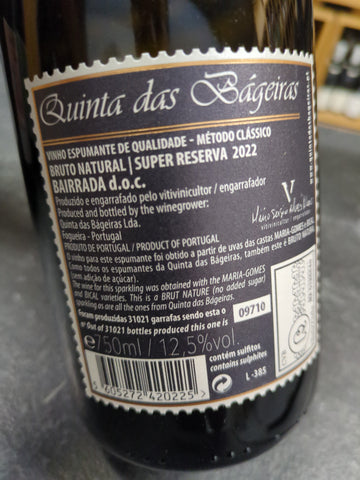 Quinta das Bágeiras
VINHO ESPUMANTE DE QUALIDADE - MÉTODO CLÁSSICO
BRUTO NATURAL | SUPER RESERVA 2022
BAIRRADA d.o.c.
Produzido e engarrafado pelo vitivinicultor / engarrafador
Produced and bottled by the winegrower:
Quinta das Bágeiras Lda.
Fogueira - Portugal
PRODUTO DE PORTUGAL / PRODUCT OF PORTUGAL
V
O vinho para este espumante foi obtido a partir de uvas das castas MARIA-GOMES e
Como todos os espumantes da Quinta das Bágeiras, também este é BRUTO
(sem adição de açúcar).
The wine for this sparkling was obtained with the MARIA-GOMES
and BICAL varieties. This is a BRUT NATURE (no added sugar)
sparkling as are all the ones from Quinta das Bágeiras.
Foram produzidas 31021 garrafas sendo esta o
nº Out of 31021 bottles produced this one is
09710
e 750ml / 12,5%vol.
contém sulfitos
contains sulphites
L-385
5 605272 420225 >
CVB